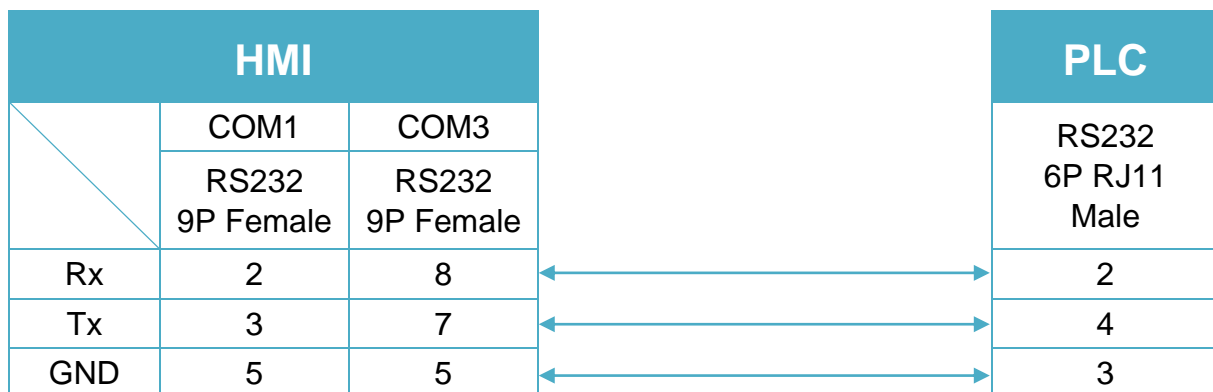 HMI PLC
COM1 COM3 RS232
6P RJ11
Male
RS232
9P Female RS232
9P Female
Rx 2 8 2
Tx 3 7 4
GND 5 5 3